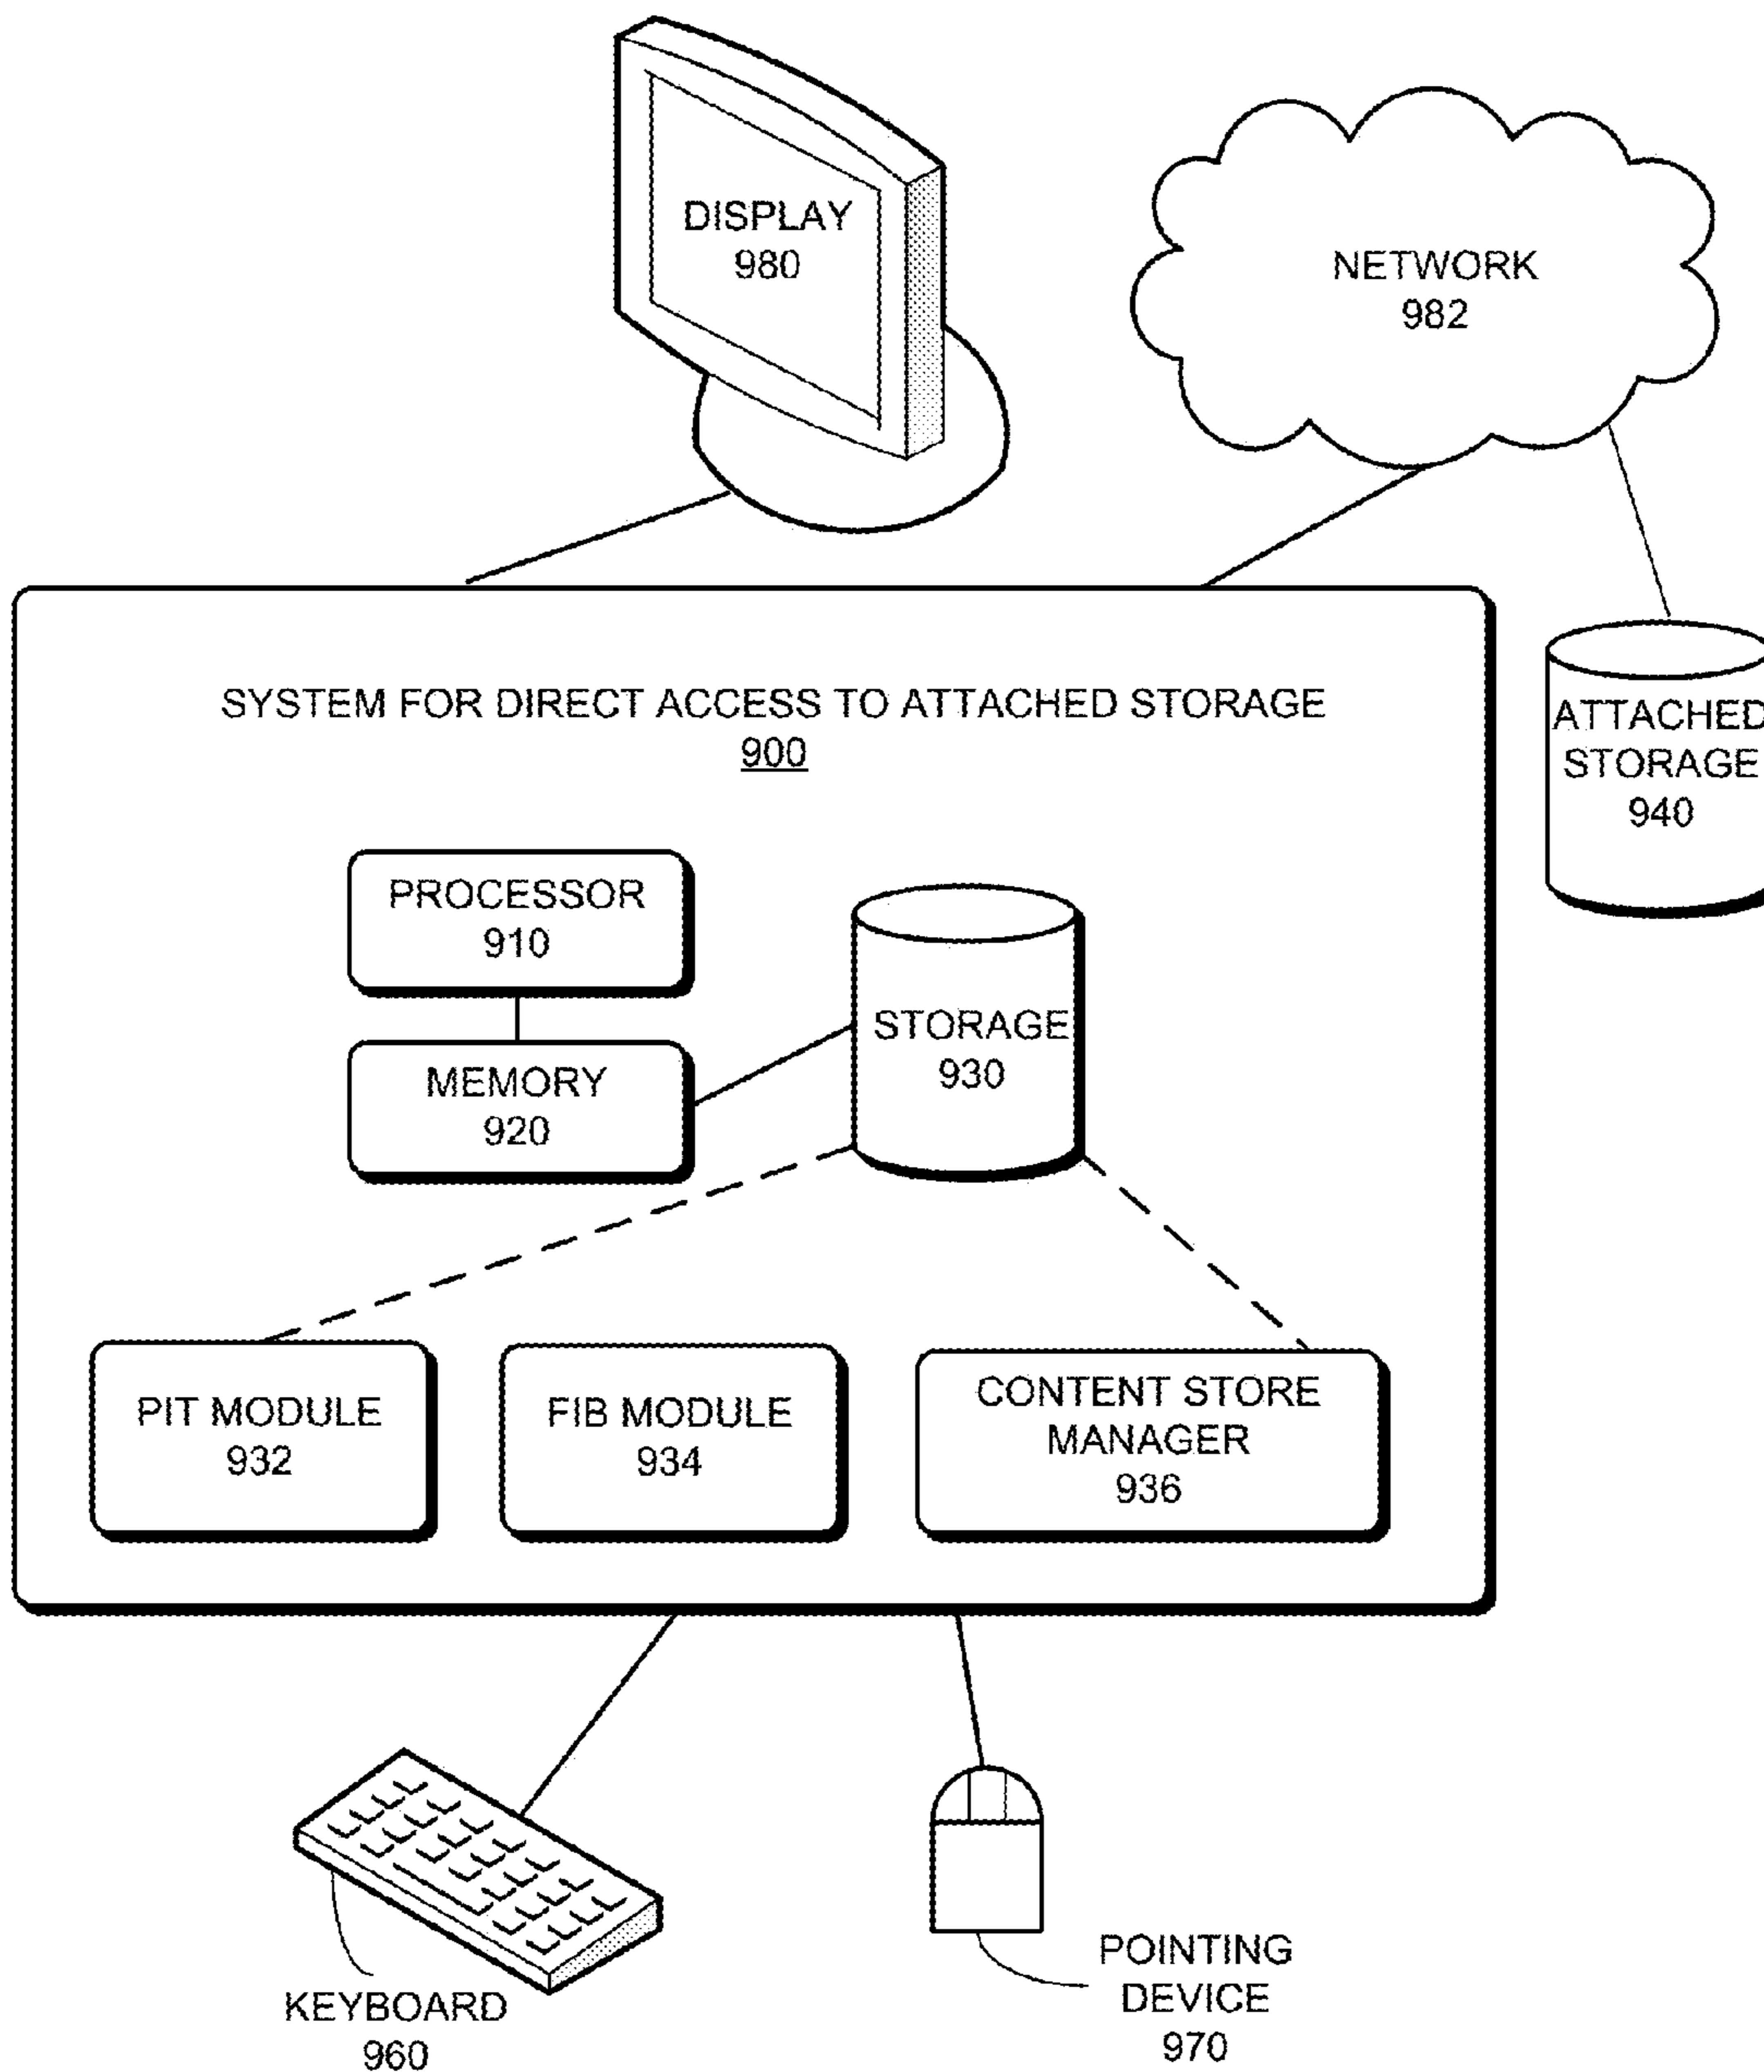 DISPLAY
980
NETWORK
982
SYSTEM FOR DIRECT ACCESS TO ATTACHED STORAGE
900
ATTACHED
STORAGE
940
PROCESSOR
910
STORAGE
930
MEMORY
920
PIT MODULE
932
FIB MODULE
934
CONTENT STORE
MANAGER
936
KEYBOARD
960
POINTING
DEVICE
970